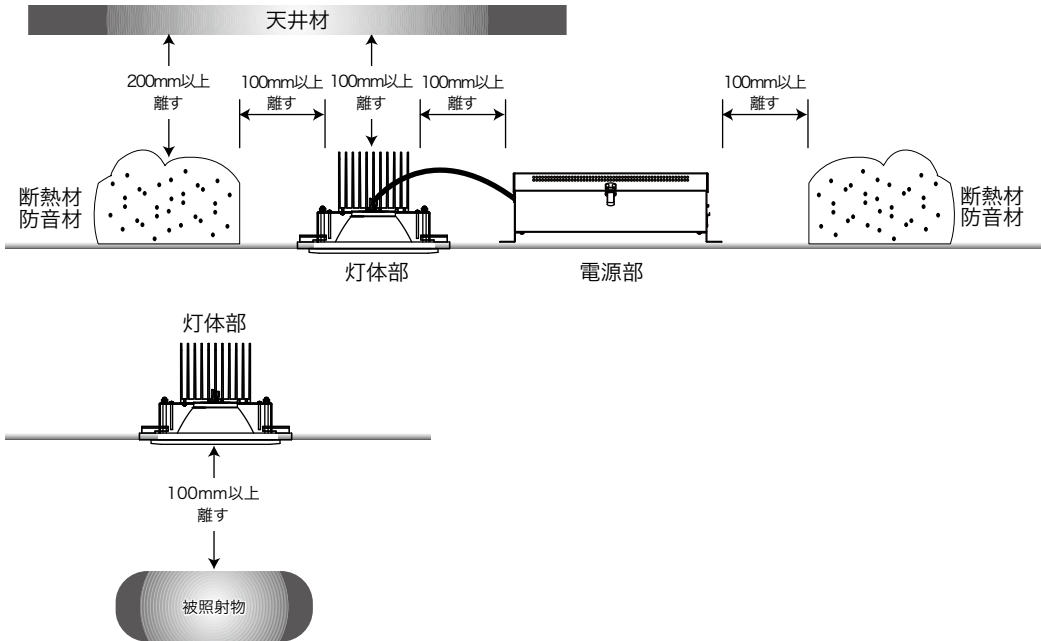 天井材
200mm以上
離す
100mm以上
離す
100mm以上
離す
100mm以上
離す
100mm以上
離す
断熱材
防音材
断熱材
防音材
灯体部
電源部
灯体部
100mm以上
離す
被照射物